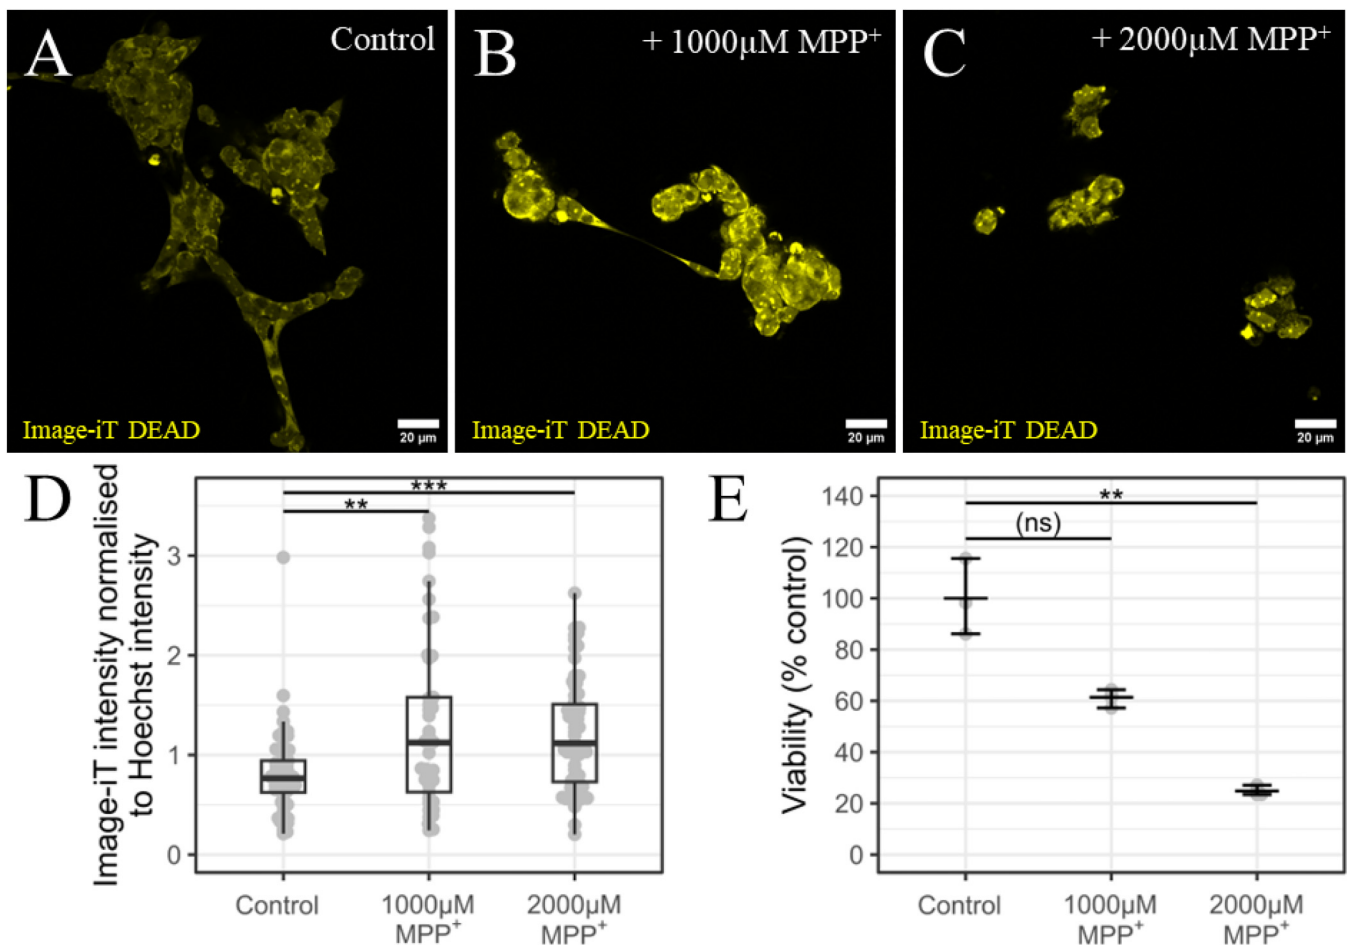 A
Control
Image-iT DEAD
20 µm
B
+ 1000µM MPP⁺
Image-iT DEAD
20 µm
C
+ 2000µM MPP⁺
Image-iT DEAD
20 µm
D
Image-iT intensity normalised
to Hoechst intensity
3
2
1
0
***
**
Control
1000µM
MPP⁺
2000µM
MPP⁺
E
Viability (% control)
140
120
100
80
60
40
20
0
**
(ns)
Control
1000µM
MPP⁺
2000µM
MPP⁺